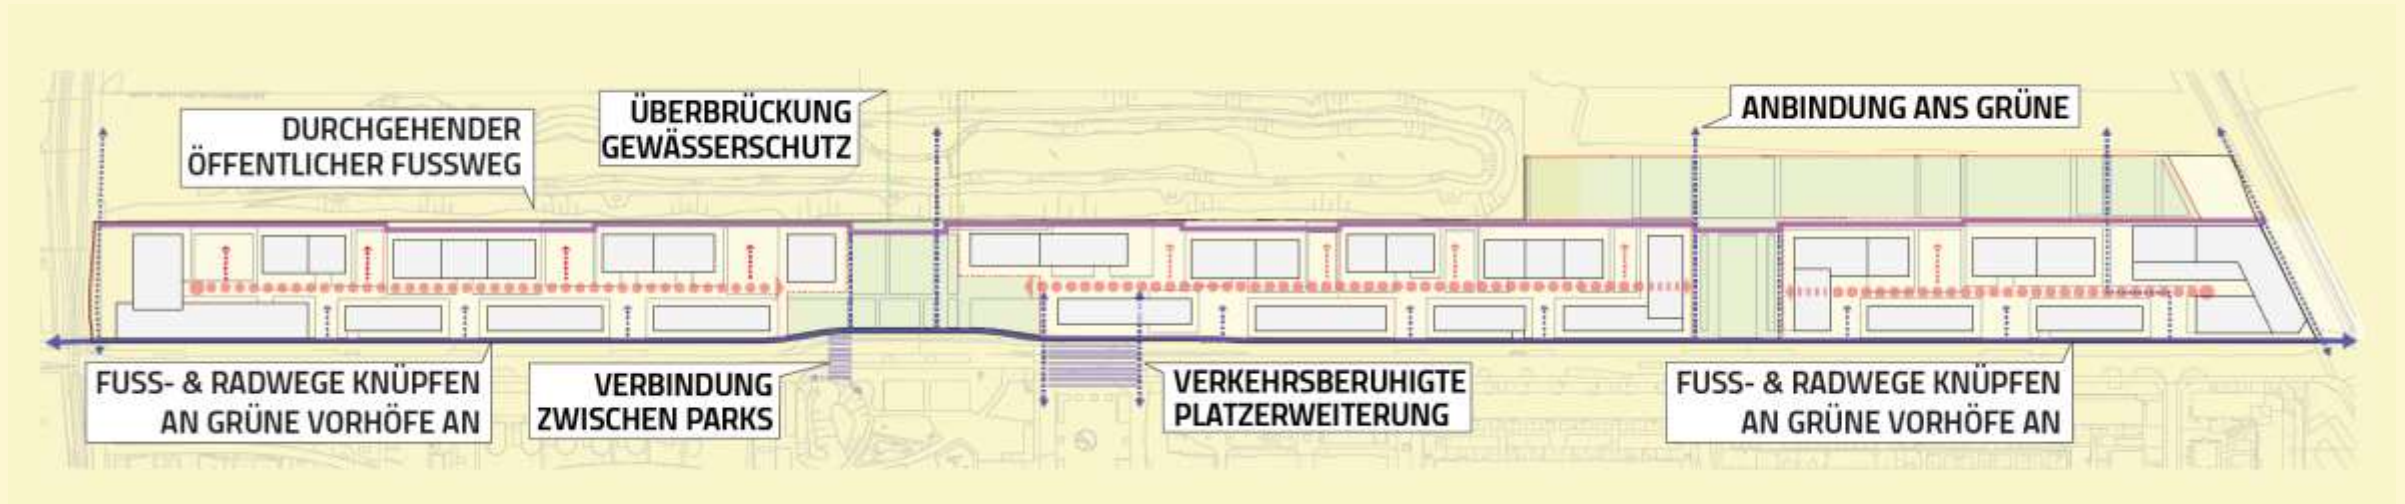 DURCHGEHENDER
ÖFFENTLICHER FUSSWEG
ÜBERBRÜCKUNG
GEWÄSSERSCHUTZ
ANBINDUNG ANS GRÜNE
FUSS- & RADWEGE KNÜPFEN
AN GRÜNE VORHÖFE AN
VERBINDUNG
ZWISCHEN PARKS
VERKEHRSBERUHIGTE
PLATZERWEITERUNG
FUSS- & RADWEGE KNÜPFEN
AN GRÜNE VORHÖFE AN